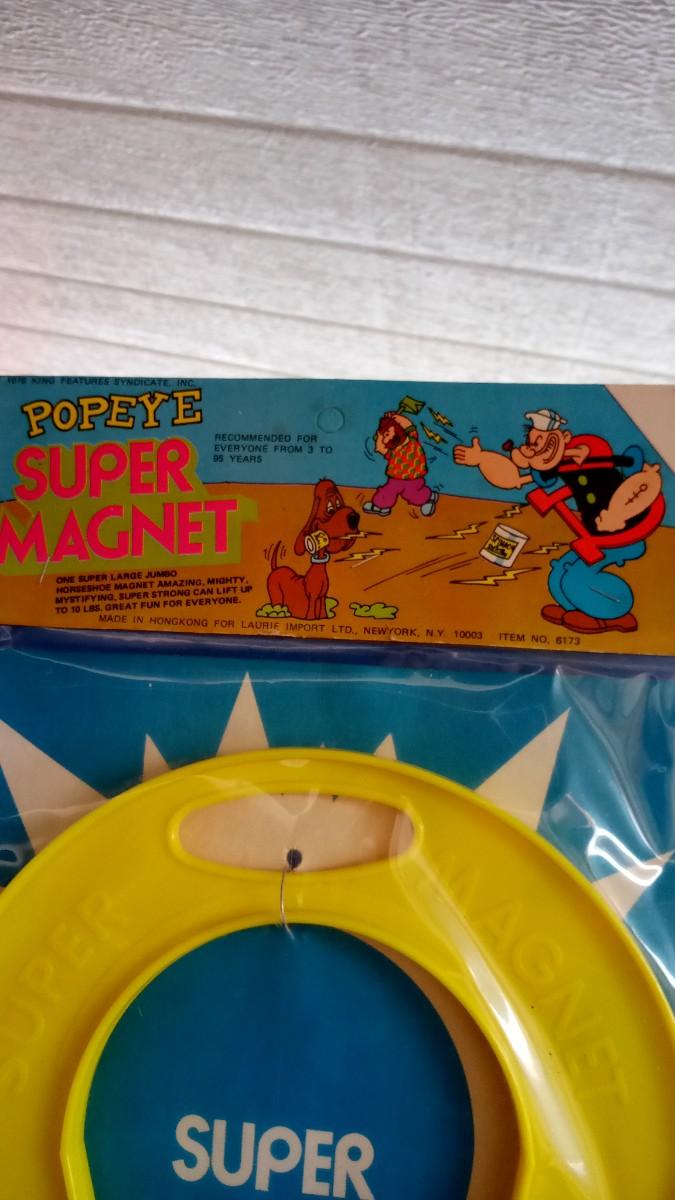 1978 KING FEATURES SYNDICATE, INC.
POPEYE
SUPER
MAGNET
RECOMMENDED FOR
EVERYONE FROM 3 TO
95 YEARS
ONE SUPER LARGE JUMBO
HORSESHOE MAGNET AMAZING, MIGHTY,
MYSTIFYING, SUPER STRONG CAN LIFT UP
TO 10 LBS. GREAT FUN FOR EVERYONE.
MADE IN HONGKONG FOR LAURIE IMPORT LTD., NEW YORK, N.Y. 10003 ITEM NO. 6173
SUPER MAGNET
SUPER